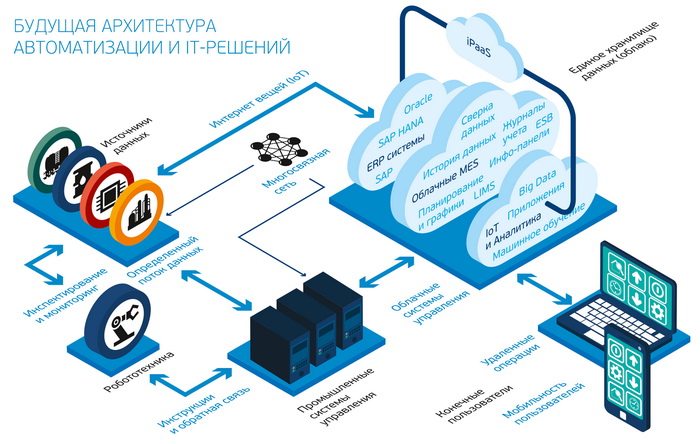 БУДУЩАЯ АРХИТЕКТУРА
АВТОМАТИЗАЦИИ И IT-РЕШЕНИЙ
iPaaS
Единое хранилище
данных (облако)
Интернет вещей (IoT)
Источники
данных
Многосвязная
сеть
Oracle
SAP HANA
ERP системы
SAP
Сверка
данных
Журналы
учета ESB
История данных
Инфо-панели
Облачные MES
Планирование
и графики LIMS
Big Data
IoT Приложения
и Аналитика
Машинное обучение
Инспектирование
и мониторинг
Определенный
поток данных
Облачные
системы
управления
Робототехника
Инструкции
и обратная связь
Промышленные
системы
управления
Удаленные
операции
Конечные
пользователи
Мобильность
пользователей